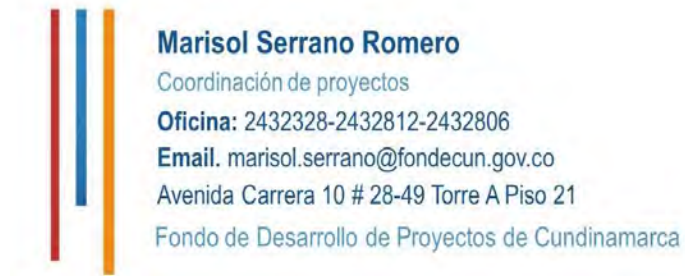 Marisol Serrano Romero
Coordinación de proyectos
Oficina: 2432328-2432812-2432806
Email. marisol.serrano@fondecun.gov.co
Avenida Carrera 10 # 28-49 Torre A Piso 21
Fondo de Desarrollo de Proyectos de Cundinamarca